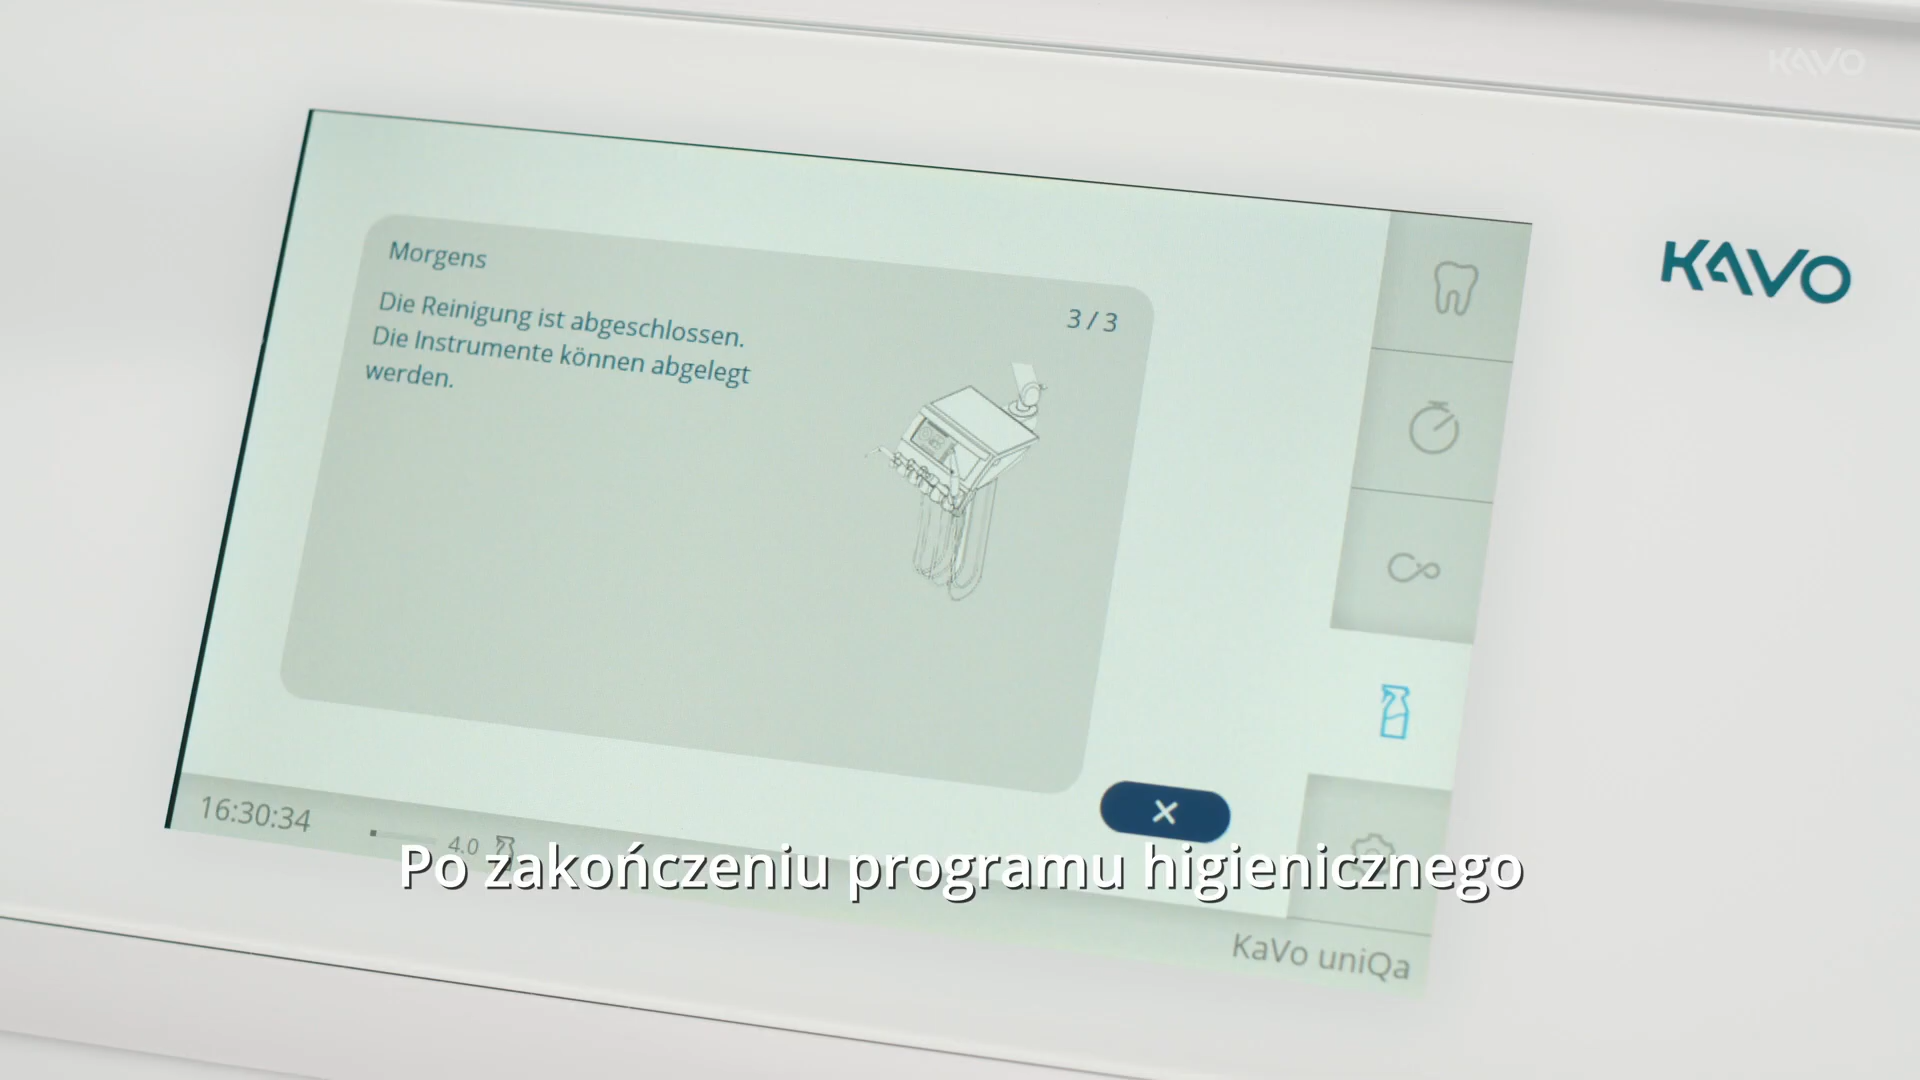 KAVO
KAVO
Morgens
3 / 3
Die Reinigung ist abgeschlossen.
Die Instrumente können abgelegt
werden.
16:30:34
4.0
Po zakończeniu programu higienicznego
KaVo uniQa